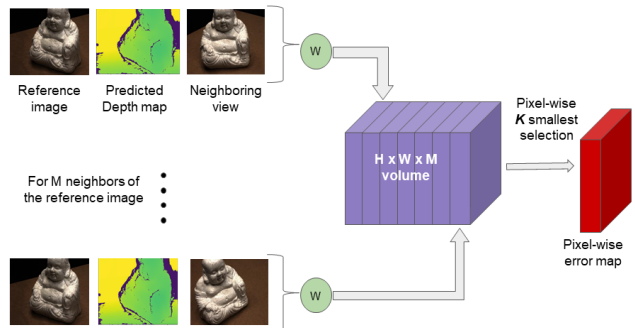 W
Reference
image
Predicted
Depth map
Neighboring
view
Pixel-wise
K smallest
selection
H x W x M
volume
For M neighbors of
the reference image
Pixel-wise
error map
W